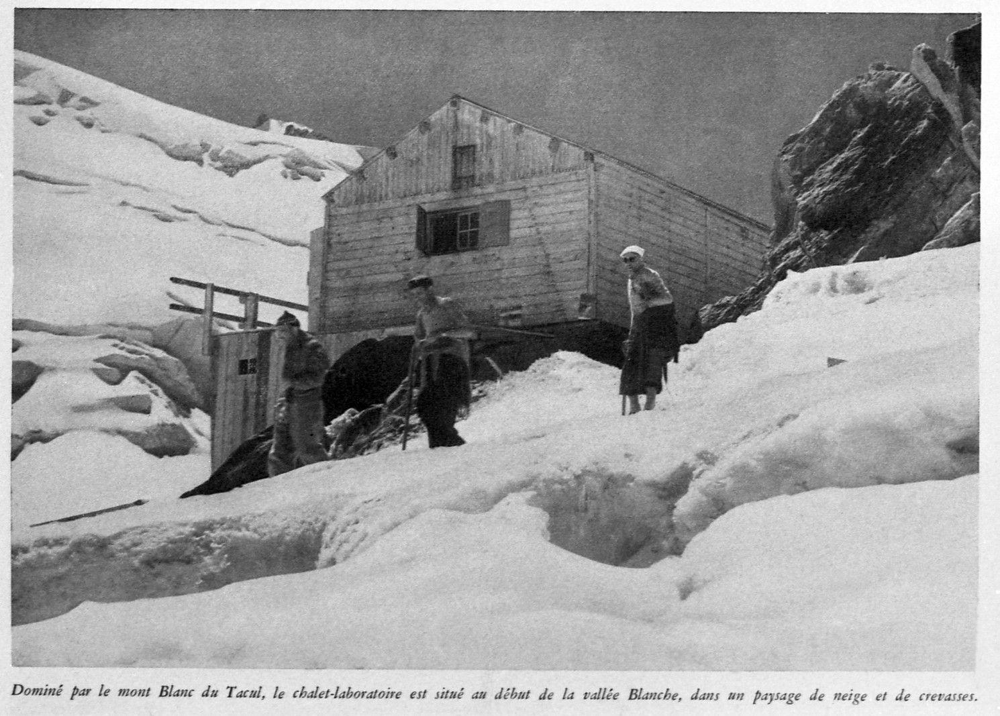 Dominé par le mont Blanc du Tacul, le chalet-laboratoire est situé au début de la vallée Blanche, dans un paysage de neige et de crevasses.